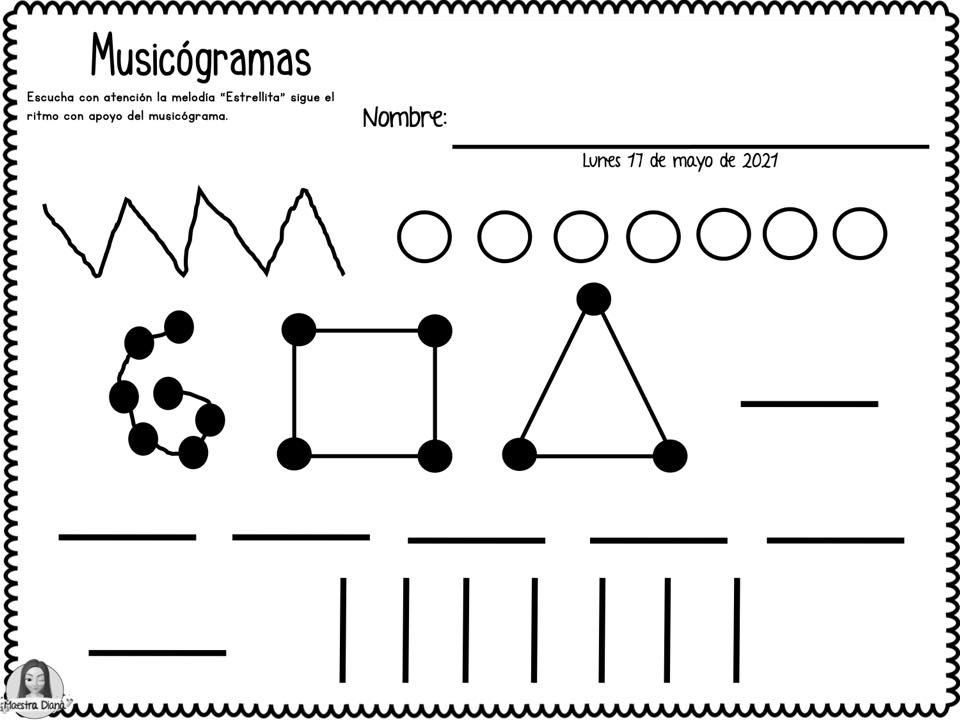 Musicógramas
Escucha con atención la melodía "Estrellita" sigue el
ritmo con apoyo del musicógrama.
Nombre:
Lunes 17 de mayo de 2021
Maestra Diana